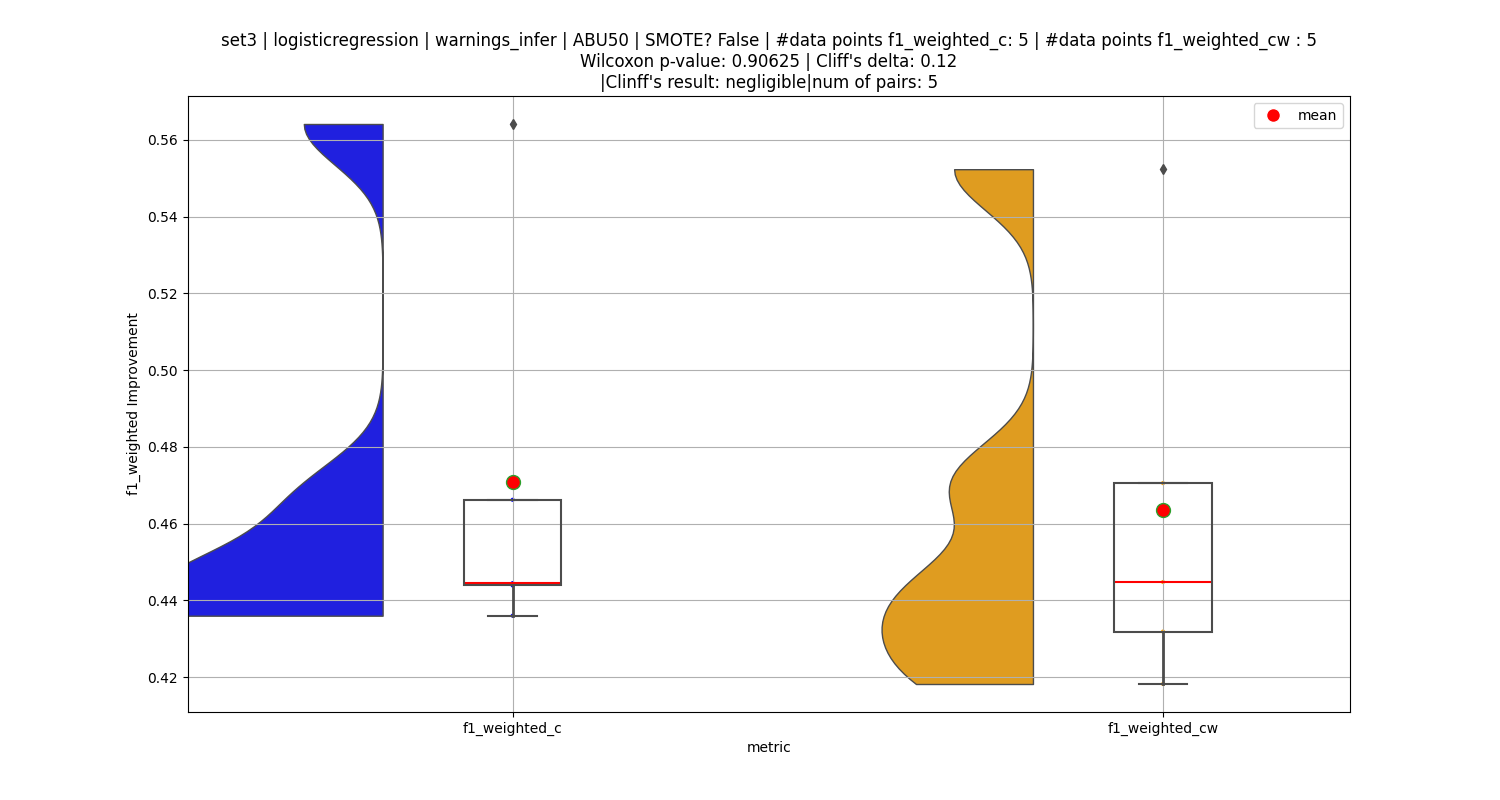 set3 | logisticregression | warnings_infer | ABU50 | SMOTE? False | #data points f1_weighted_c: 5 | #data points f1_weighted_cw : 5
Wilcoxon p-value: 0.90625 | Cliff's delta: 0.12
|Clinff's result: negligible|num of pairs: 5
mean
0.56
0.54
0.52
0.50
0.48
0.46
0.44
0.42
f1_weighted Improvement
f1_weighted_c
f1_weighted_cw
metric